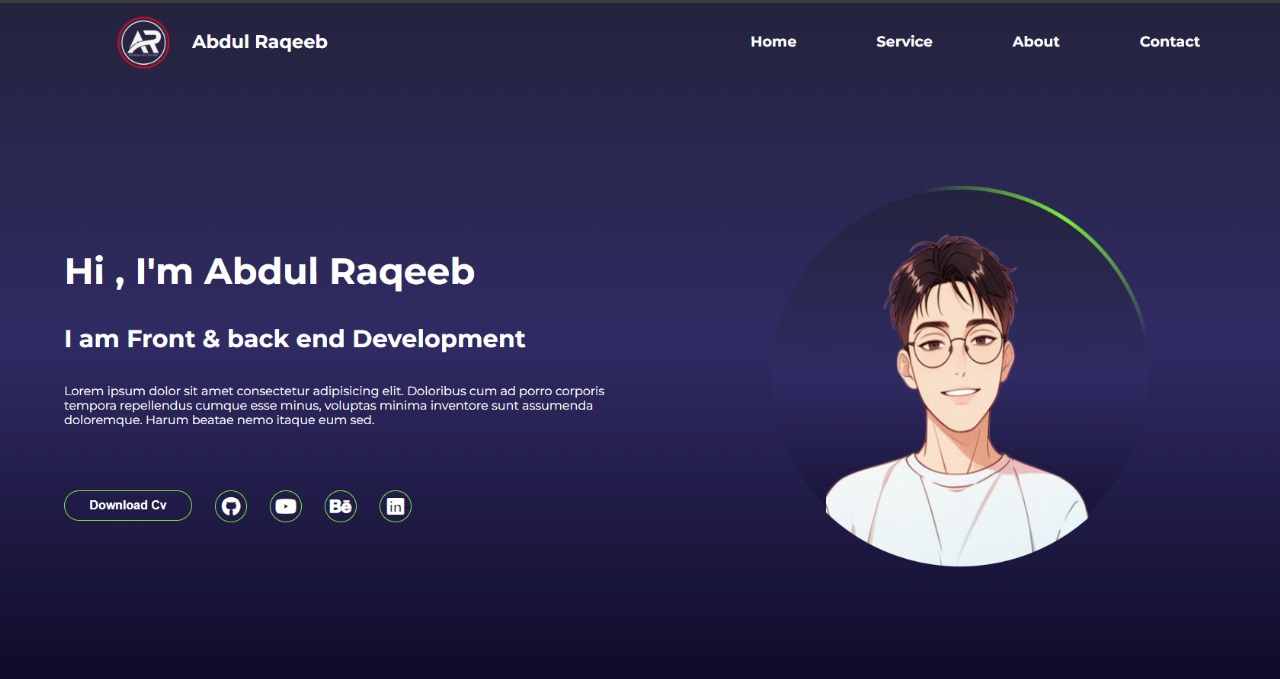 AR
Abdul Raqeeb
Home
Service
About
Contact
Hi , I'm Abdul Raqeeb
I am Front & back end Development
Lorem ipsum dolor sit amet consectetur adipisicing elit. Doloribus cum ad porro corporis
tempora repellendus cumque esse minus, voluptas minima inventore sunt assumenda
doloremque. Harum beatae nemo itaque eum sed.
Download Cv
Bē
in